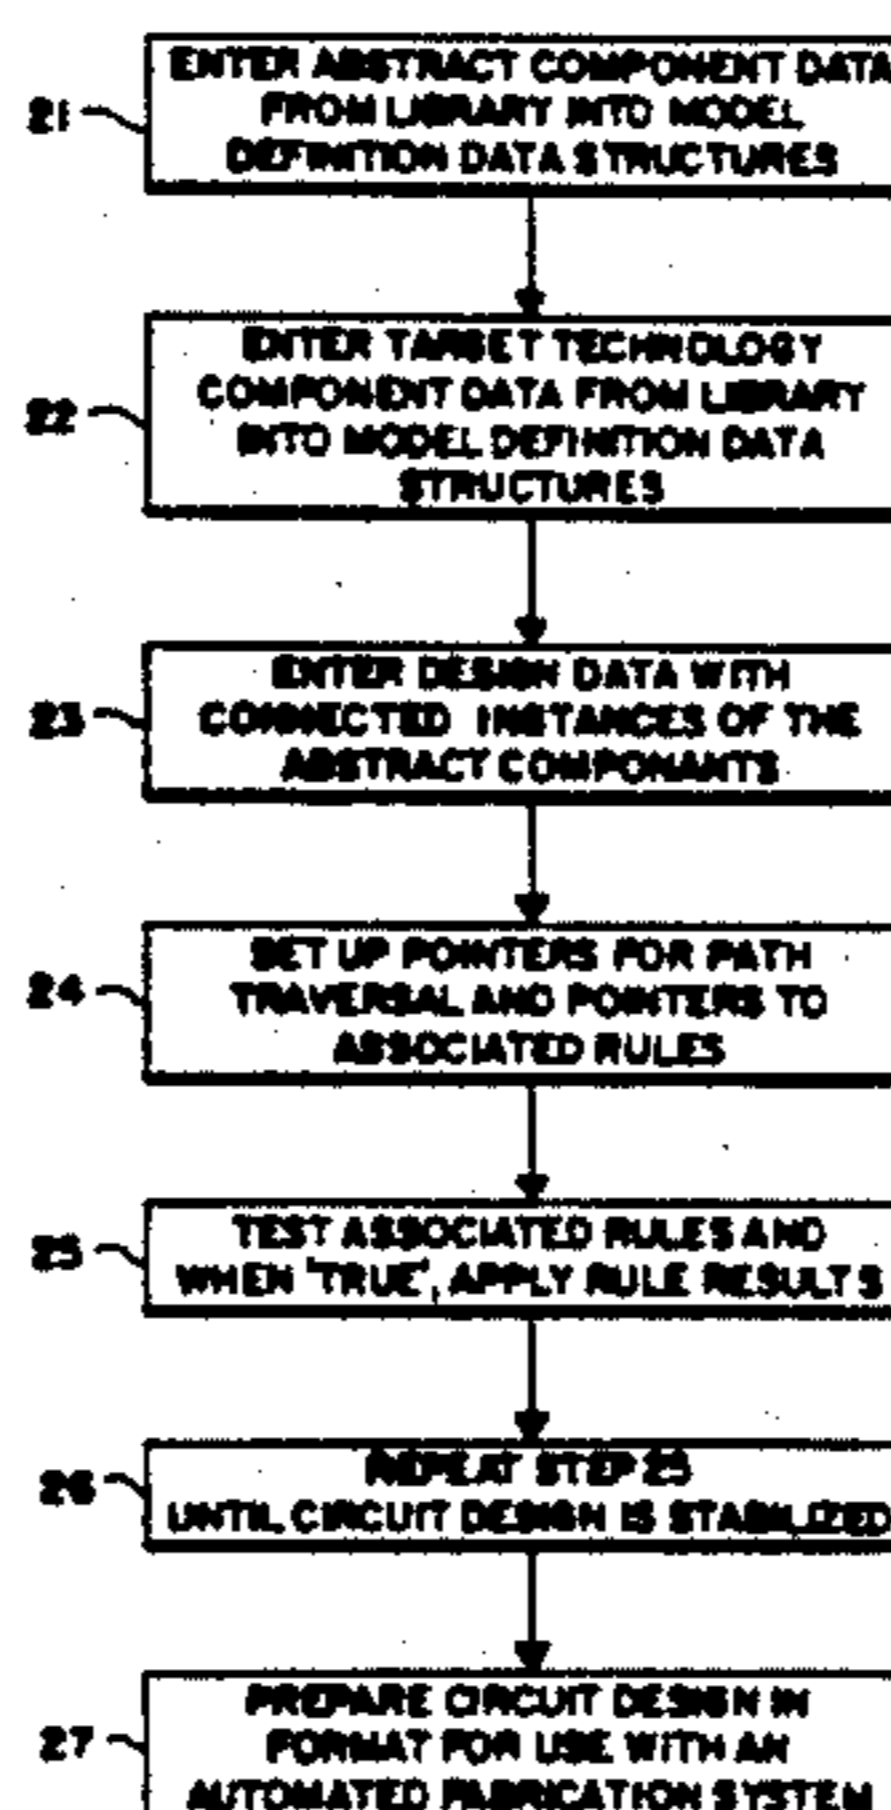 21
ENTER ABSTRACT COMPONENT DATA
FROM LIBRARY INTO MODEL
DEFINITION DATA STRUCTURES
22
ENTER TARGET TECHNOLOGY
COMPONENT DATA FROM LIBRARY
INTO MODEL DEFINITION DATA
STRUCTURES
23
ENTER DESIGN DATA WITH
CONNECTED INSTANCES OF THE
ABSTRACT COMPONANTS
24
SET UP POINTERS FOR PATH
TRAVERSAL AND POINTERS TO
ASSOCIATED RULES
25
TEST ASSOCIATED RULES AND
WHEN 'TRUE', APPLY RULE RESULTS
26
REPEAT STEP 25
UNTIL CIRCUIT DESIGN IS STABILIZED
27
PREPARE CIRCUIT DESIGN IN
FORMAT FOR USE WITH AN
AUTOMATED FABRICATION SYSTEM